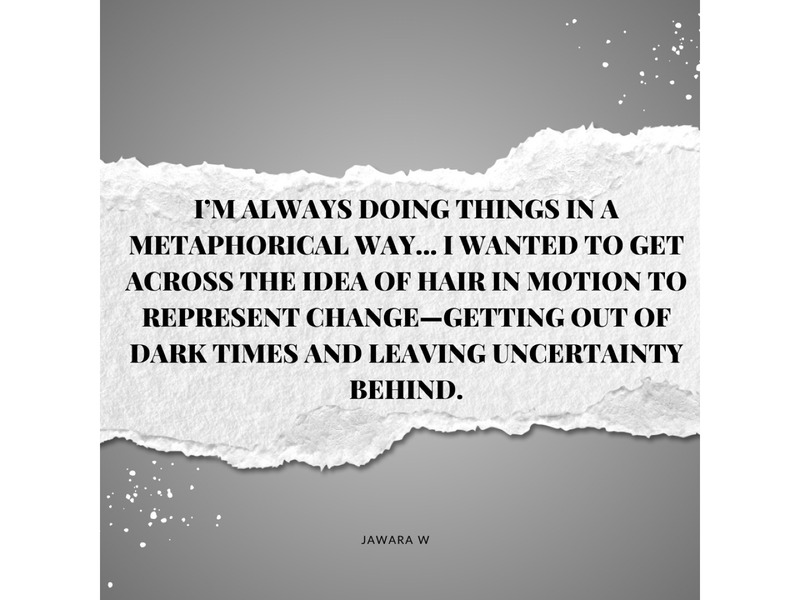 I’M ALWAYS DOING THINGS IN A
METAPHORICAL WAY... I WANTED TO GET
ACROSS THE IDEA OF HAIR IN MOTION TO
REPRESENT CHANGE—GETTING OUT OF
DARK TIMES AND LEAVING UNCERTAINTY
BEHIND.
JAWARA W